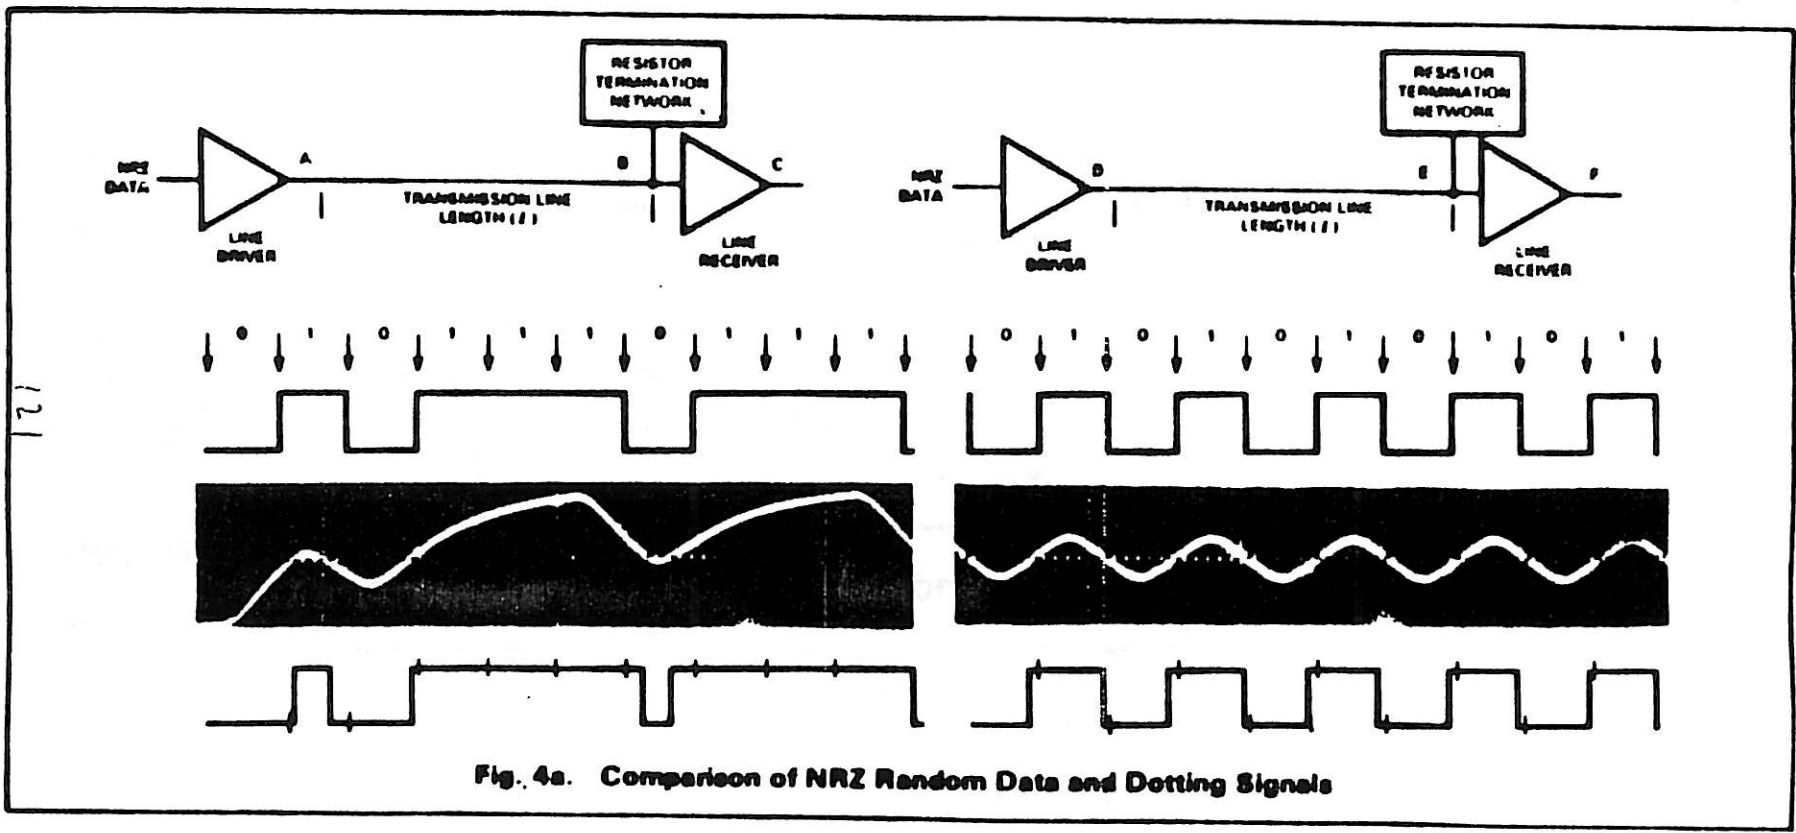 RESISTOR
TERMINATION
NETWORK
NRZ
DATA
A
B
C
TRANSMISSION LINE
LENGTH (ℓ)
LINE
DRIVER
LINE
RECEIVER
RESISTOR
TERMINATION
NETWORK
NRZ
DATA
D
E
F
TRANSMISSION LINE
LENGTH (ℓ)
LINE
DRIVER
LINE
RECEIVER
0 1 0 1 1 1 0 1 1 1
0 1 0 1 0 1 0 1 0 1
121
Fig. 4a. Comparison of NRZ Random Data and Dotting Signals